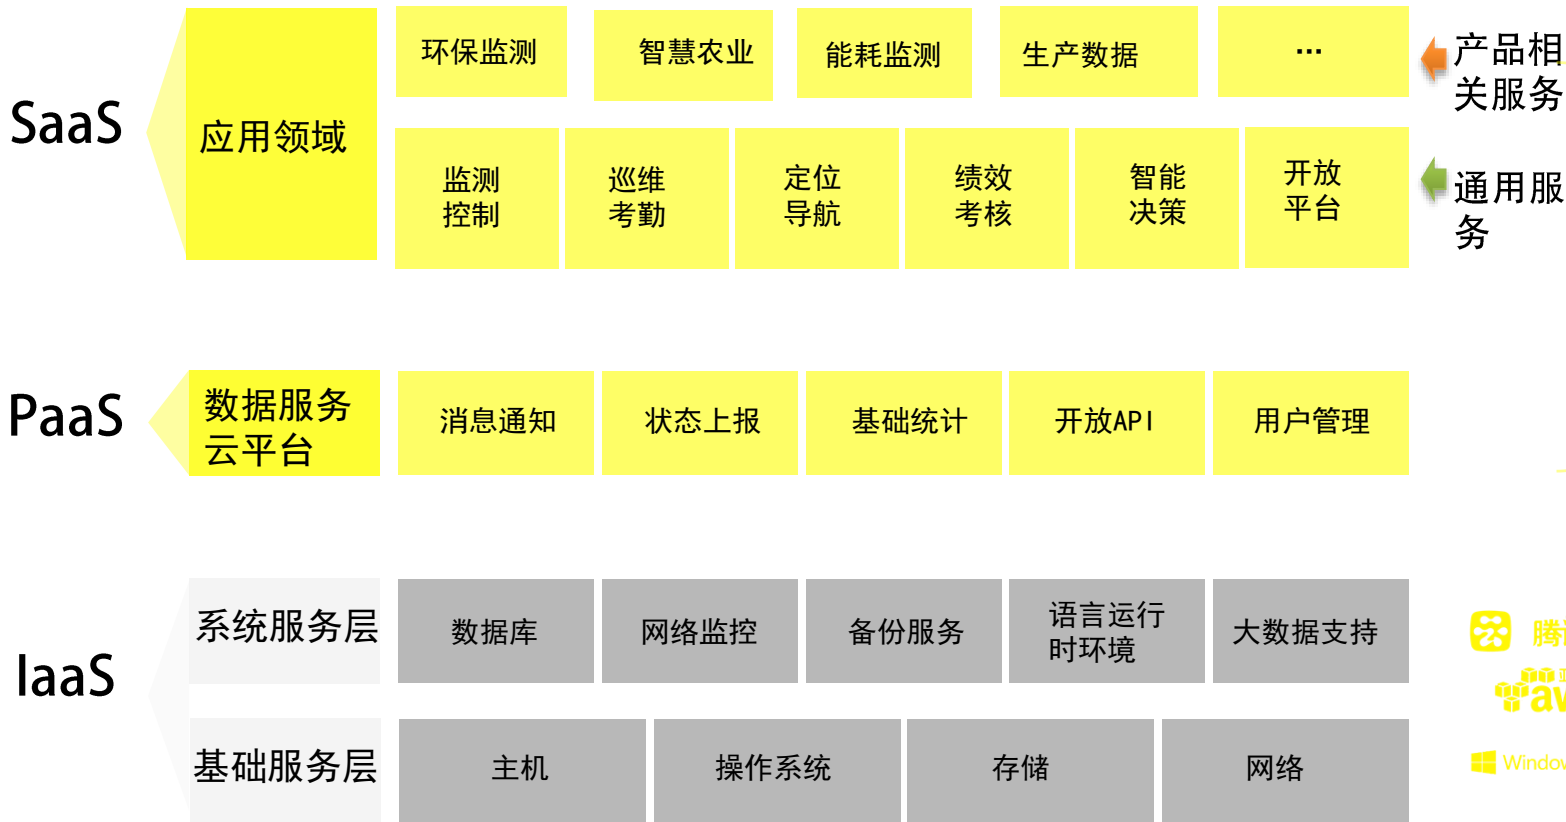 SaaS
应用领域
环保监测
智慧农业
能耗监测
生产数据
...
产品相
关服务
监测
控制
巡维
考勤
定位
导航
绩效
考核
智能
决策
开放
平台
通用服
务
PaaS
数据服务
云平台
消息通知
状态上报
基础统计
开放API
用户管理
IaaS
系统服务层
数据库
网络监控
备份服务
语言运行
时环境
大数据支持
基础服务层
主机
操作系统
存储
网络